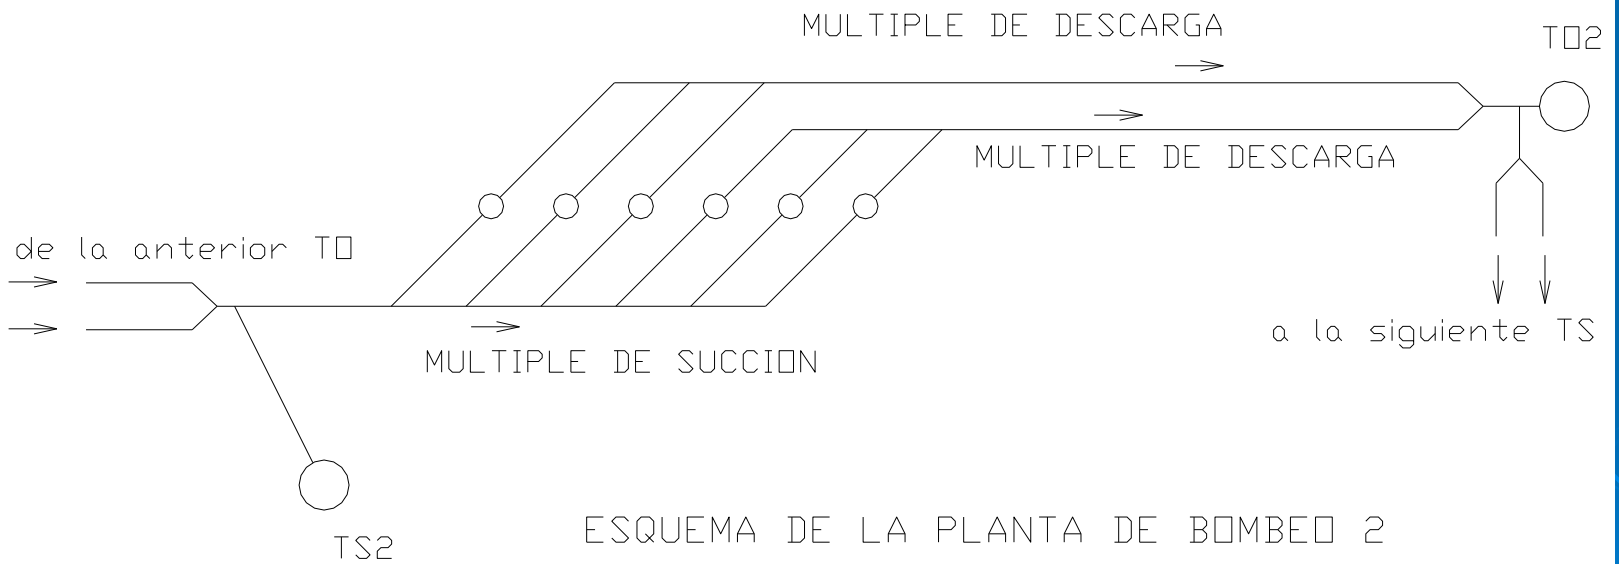 MULTIPLE DE DESCARGA
TO2
MULTIPLE DE DESCARGA
de la anterior TO
a la siguiente TS
MULTIPLE DE SUCCION
ESQUEMA DE LA PLANTA DE BOMBEO 2
TS2